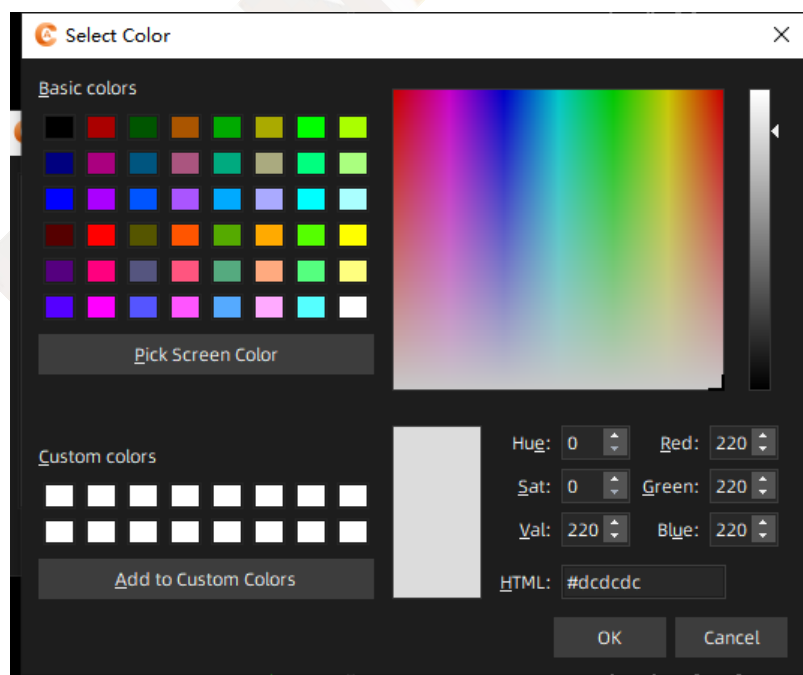 Select Color
Basic colors
Pick Screen Color
Custom colors
Add to Custom Colors
Hue: 0 Red: 220
Sat: 0 Green: 220
Val: 220 Blue: 220
HTML: #dcdcdc
OK Cancel